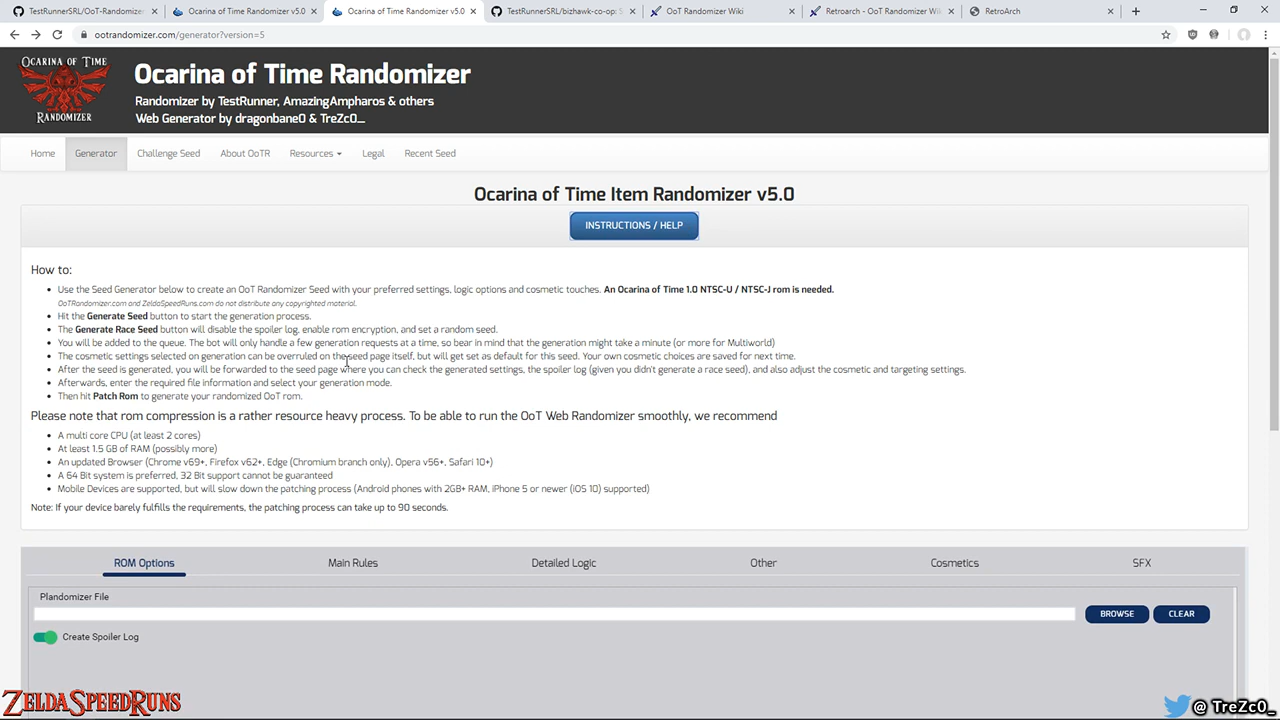 TestRunnerSRL/OoT-Randomizer:
Ocarina of Time Randomizer v5.0
Ocarina of Time Randomizer v5.0
TestRunnerSRL/bizhawk-co-op: S
OoT Randomizer Wiki
Retroarch - OoT Randomizer Wiki
RetroArch
ootrandomizer.com/generator?version=5
OCARINA OF TIME
RANDOMIZER
Ocarina of Time Randomizer
Randomizer by TestRunner, AmazingAmpharos & others
Web Generator by dragonbane0 & TreZc0_
Home
Generator
Challenge Seed
About OoTR
Resources
Legal
Recent Seed
Ocarina of Time Item Randomizer v5.0
INSTRUCTIONS / HELP
How to:
Use the Seed Generator below to create an OoT Randomizer Seed with your preferred settings, logic options and cosmetic touches. An Ocarina of Time 1.0 NTSC-U / NTSC-J rom is needed.
OoTRandomizer.com and ZeldaSpeedRuns.com do not distribute any copyrighted material.
Hit the Generate Seed button to start the generation process.
The Generate Race Seed button will disable the spoiler log, enable rom encryption, and set a random seed.
You will be added to the queue. The bot will only handle a few generation requests at a time, so bear in mind that the generation might take a minute (or more for Multiworld)
The cosmetic settings selected on generation can be overruled on the seed page itself, but will get set as default for this seed. Your own cosmetic choices are saved for next time.
After the seed is generated, you will be forwarded to the seed page where you can check the generated settings, the spoiler log (given you didn't generate a race seed), and also adjust the cosmetic and targeting settings.
Afterwards, enter the required file information and select your generation mode.
Then hit Patch Rom to generate your randomized OoT rom.
Please note that rom compression is a rather resource heavy process. To be able to run the OoT Web Randomizer smoothly, we recommend
A multi core CPU (at least 2 cores)
At least 1.5 GB of RAM (possibly more)
An updated Browser (Chrome v69+, Firefox v62+, Edge (Chromium branch only), Opera v56+, Safari 10+)
A 64 Bit system is preferred, 32 Bit support cannot be guaranteed
Mobile Devices are supported, but will slow down the patching process (Android phones with 2GB+ RAM, iPhone 5 or newer (iOS 10) supported)
Note: If your device barely fulfills the requirements, the patching process can take up to 90 seconds.
ROM Options
Main Rules
Detailed Logic
Other
Cosmetics
SFX
Plandomizer File
BROWSE
CLEAR
Create Spoiler Log
ZELDASPEEDRUNS
@ TreZc0_